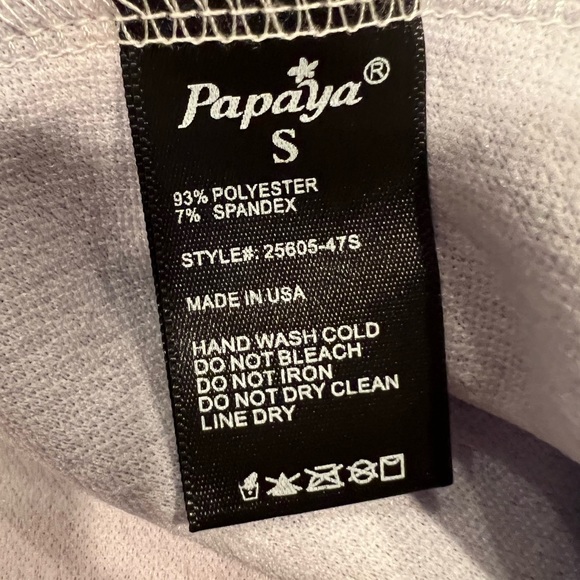 Papaya®
S
93% POLYESTER
7% SPANDEX
STYLE#: 25605-47S
MADE IN USA
HAND WASH COLD
DO NOT BLEACH
DO NOT IRON
DO NOT DRY CLEAN
LINE DRY